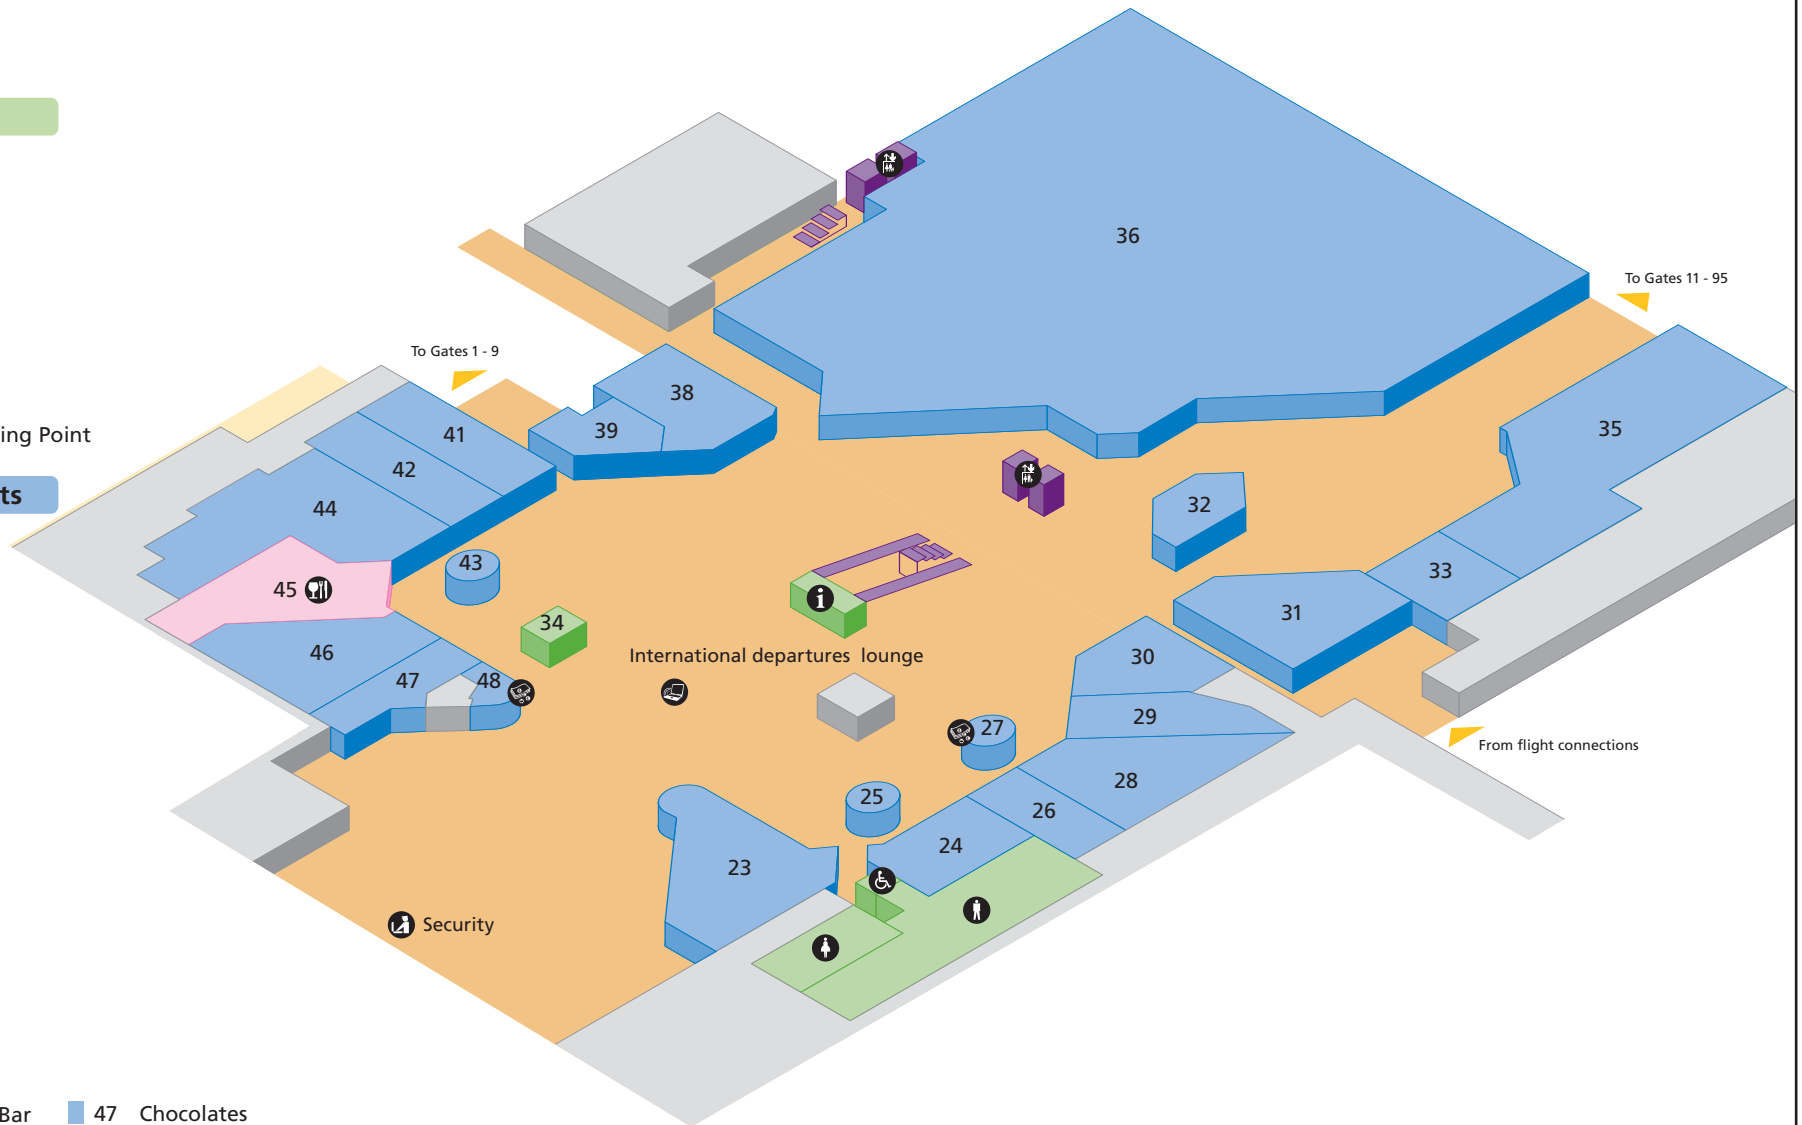 36
To Gates 11 - 95
To Gates 1 - 9
38
39
41
35
ing Point
42
ts
44
32
43
33
45
34
31
International departures lounge
46
30
47
48
29
27
From flight connections
28
25
26
24
23
Security
Bar
47 Chocolates